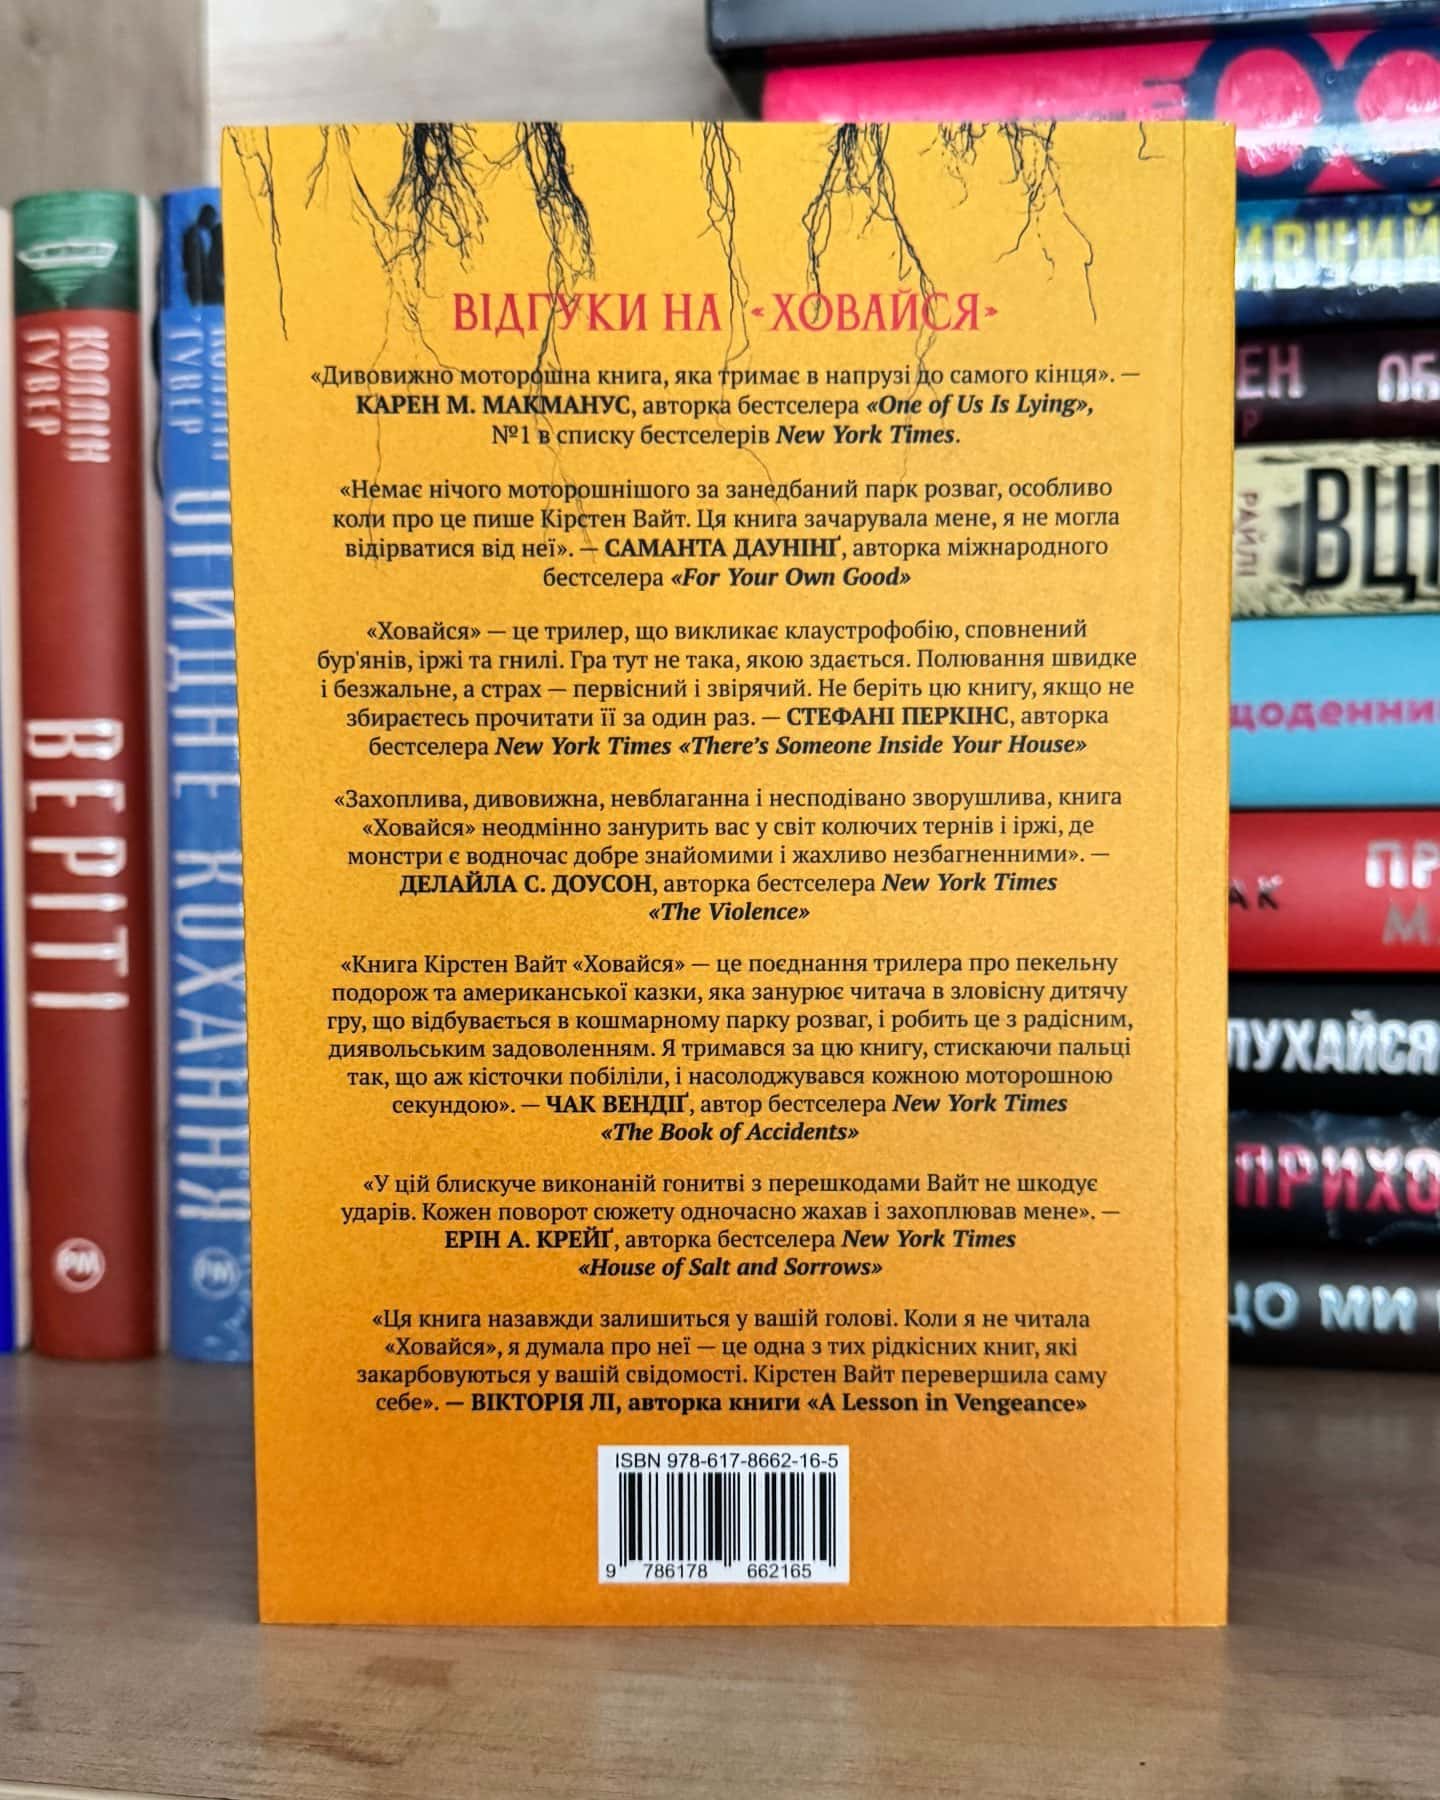 ВІДГУКИ НА «ХОВАЙСЯ»
«Дивовижно моторошна книга, яка тримає в напрузі до самого кінця». —
КАРЕН М. МАКМАНУС, авторка бестселера «One of Us Is Lying»,
№1 в списку бестселерів New York Times.
«Немає нічого моторошнішого за занедбаний парк розваг, особливо
коли про це пише Кірстен Вайт. Ця книга зачарувала мене, я не могла
відірватися від неї». — САМАНТА ДАУНІНҐ, авторка міжнародного
бестселера «For Your Own Good»
«Ховайся» — це трилер, що викликає клаустрофобію, сповнений
бур'янів, іржі та гнилі. Гра тут не така, якою здається. Полювання швидке
і безжальне, а страх — первісний і звірячий. Не беріть цю книгу, якщо не
збираєтесь прочитати її за один раз. — СТЕФАНІ ПЕРКІНС, авторка
бестселера New York Times «There's Someone Inside Your House»
«Захоплива, дивовижна, невблаганна і несподівано зворушлива, книга
«Ховайся» неодмінно занурить вас у світ колючих тернів і іржі, де
монстри є водночас добре знайомими і жахливо незбагненними». —
ДЕЛАЙЛА С. ДОУСОН, авторка бестселера New York Times
«The Violence»
«Книга Кірстен Вайт «Ховайся» — це поєднання трилера про пекельну
подорож та американської казки, яка занурює читача в зловісну дитячу
гру, що відбувається в кошмарному парку розваг, і робить це з радісним,
диявольським задоволенням. Я тримався за цю книгу, стискаючи пальці
так, що аж кісточки побіліли, і насолоджувався кожною моторошною
секундою». — ЧАК ВЕНДІҐ, автор бестселера New York Times
«The Book of Accidents»
«У цій блискуче виконаній гонитві з перешкодами Вайт не шкодує
ударів. Кожен поворот сюжету одночасно жахав і захоплював мене». —
ЕРІН А. КРЕЙҐ, авторка бестселера New York Times
«House of Salt and Sorrows»
«Ця книга назавжди залишиться у вашій голові. Коли я не читала
«Ховайся», я думала про неї — це одна з тих рідкісних книг, які
закарбовуються у вашій свідомості. Кірстен Вайт перевершила саму
себе». — ВІКТОРІЯ ЛІ, авторка книги «A Lesson in Vengeance»
ISBN 978-617-8662-16-5
9 786178 662165
КОЛЛІН
ГУВЕР
ВЕРІТІ
PM
КОЛЛІН
ГУВЕР
ОГИДНЕ КОХАННЯ
PM
ИВЧИЙ
ЕН
ОБ
РАЙЛІ
ВЦІ
щоденни
АК
ПР
М
ЛУХАЙСЯ
ПРИХО
ЩО МИ